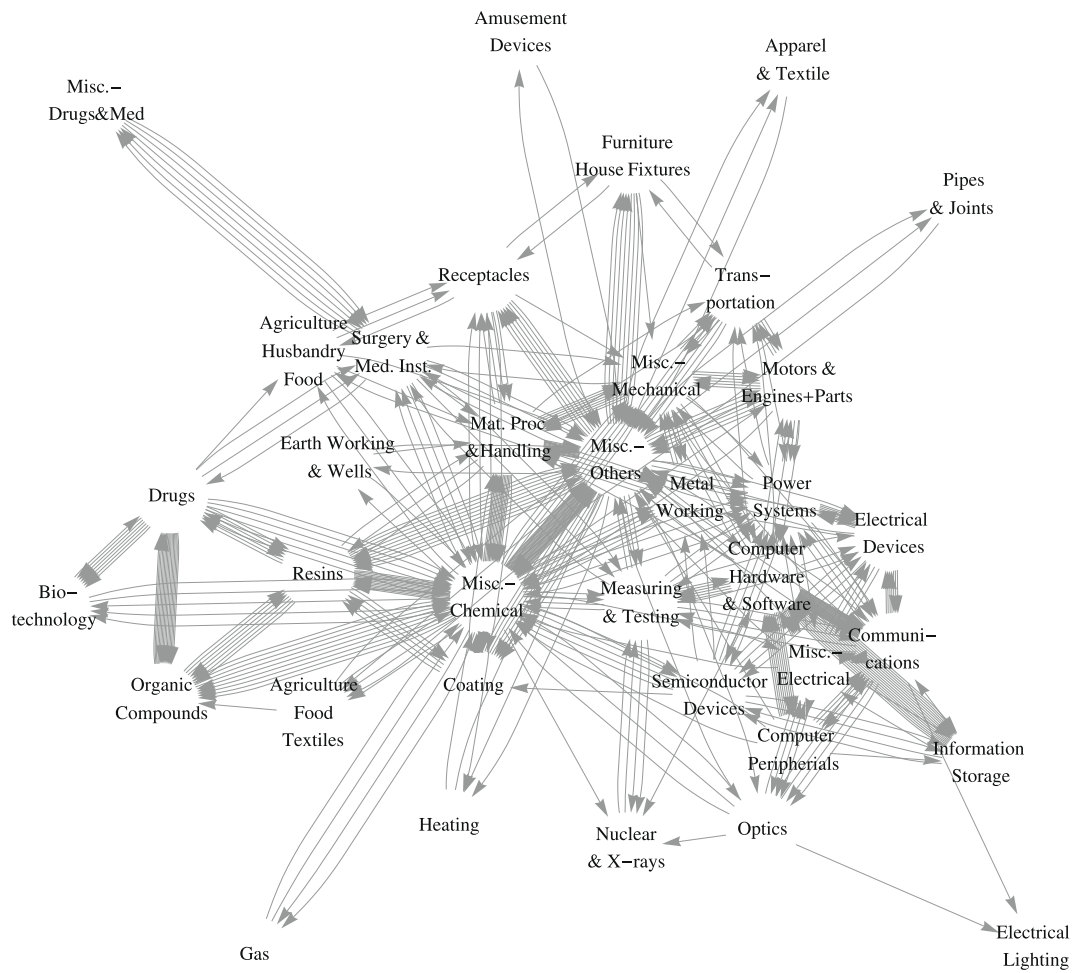 Amusement
Devices
Apparel
& Textile
Misc.−
Drugs&Med
Furniture
House Fixtures
Pipes
& Joints
Receptacles
Trans−
portation
Agriculture
Husbandry
Food
Surgery &
Med. Inst.
Misc.−
Mechanical
Motors &
Engines+Parts
Mat. Proc
&Handling
Earth Working
& Wells
Misc.−
Others
Metal
Working
Power
Systems
Drugs
Electrical
Devices
Computer
Hardware
& Software
Resins
Misc.−
Chemical
Measuring
& Testing
Bio−
technology
Communi−
cations
Misc.−
Electrical
Organic
Compounds
Agriculture
Food
Textiles
Coating
Semiconductor
Devices
Computer
Peripherials
Information
Storage
Heating
Nuclear
& X−rays
Optics
Gas
Electrical
Lighting